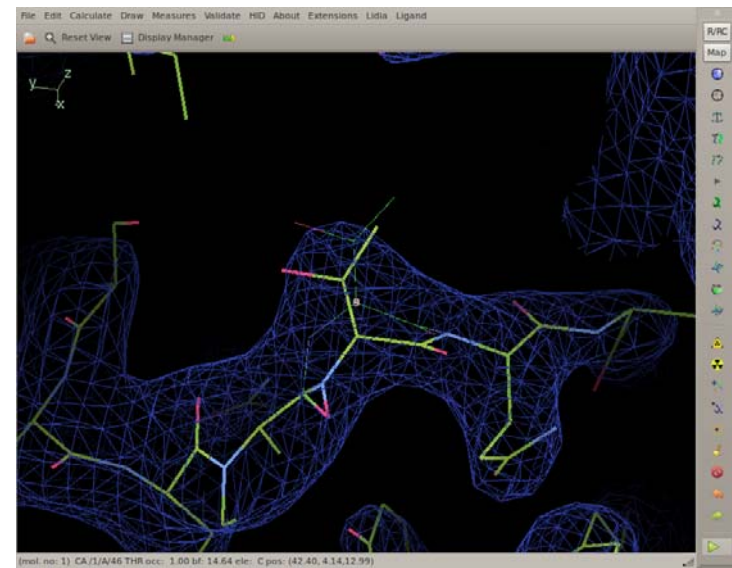 File Edit Calculate Draw Measures Validate HID About Extensions Lidia Ligand
Reset View Display Manager
R/RC
Map
y z
x
(mol. no: 1) CA /1/A/46 THR occ: 1.00 bf: 14.64 ele: C pos: (42.40, 4.14,12.99)